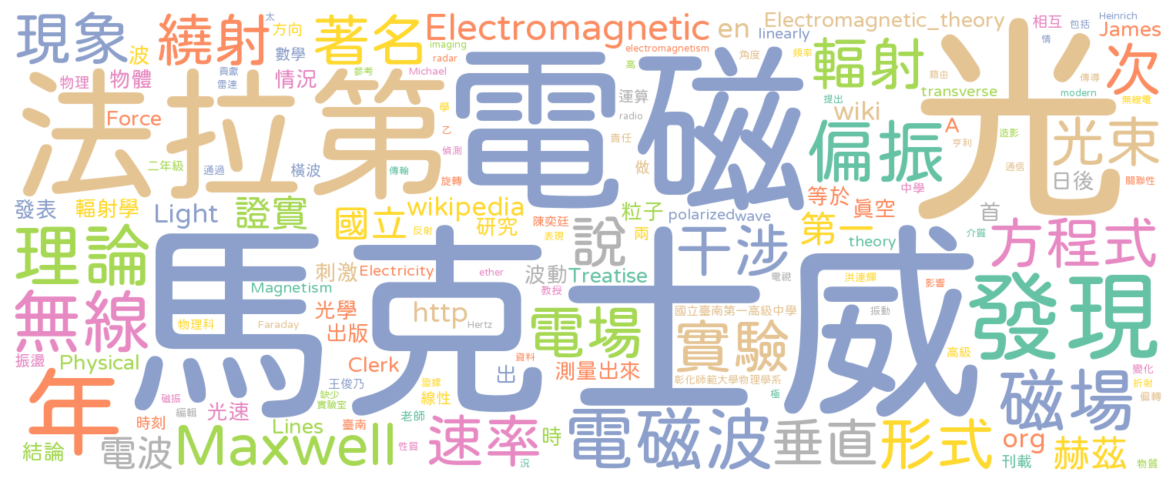 現象
波
繞射
太
方向
數學
著名
Electromagnetic
imaging
radar
electromagnetism
en
linearly
Electromagnetic_theory
相互
包括
Heinrich
James
情
頻率
角度
高
物理
物體
貢獻
雷達
情況
參考
Michael
運算
radio
輻射
transverse
提出
藉由
傳導
modern
無線電
次
法拉第
電磁
光
Force
學
乙
偵測
責任
做
wiki
偏振
A
造影
亨利
通信
光束
二年級
通過
橫波
傳輸
旋轉
等於
中學
日後
關聯性
發表
輻射學
Light
證實
國立
反射
wikipedia
研究
陳奕廷
表現
粒子
雨
polarized
wave
第一
真空
首
介質
theory
方程式
理論
馬克士威
刺激
Electricity
ether
波動
說
Treatise
教授
干涉
電視
洪連輝
影響
發現
無線
Magnetism
光學
出版
http
Hertz
電場
實驗
國立臺南第一高級中學
振動
物理科
Faraday
振盪
Physical
Clerk
出
資料
測量出來
彰化師範大學物理學系
高級
變化
折射
偏轉
年
磁振
編輯
王俊乃
缺少
實驗室
線性
極
磁場
時刻
光速
臺南
老師
結論
電波
Maxwell
Lines
性質
速率
況
時
電磁波
垂直
形式
org
刊載
赫茲
物質